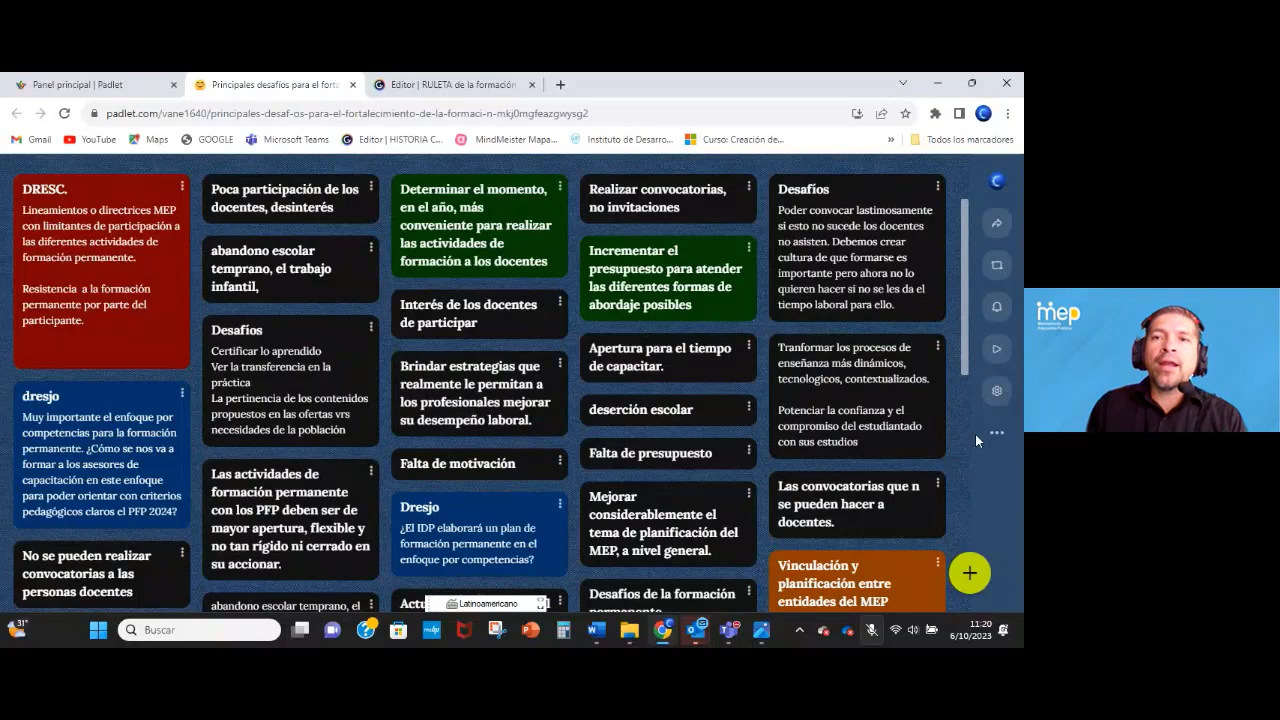 Panel principal | Padlet
Principales desafíos para el forta
Editor | RULETA de la formación
padlet.com/vane1640/principales-desaf-os-para-el-fortalecimiento-de-la-formaci-n-mkj0mgfeazgwysg2
Gmail
YouTube
Maps
GOOGLE
Microsoft Teams
Editor | HISTORIA C...
MindMeister Mapa...
Instituto de Desarro...
Curso: Creación de...
»
Todos los marcadores
DRESC.
Lineamientos o directrices MEP
con limitantes de participación a
las diferentes actividades de
formación permanente.
Resistencia a la formación
permanente por parte del
participante.
dresjo
Muy importante el enfoque por
competencias para la formación
permanente. ¿Cómo se nos va a
formar a los asesores de
capacitación en este enfoque
para poder orientar con criterios
pedagógicos claros el PFP 2024?
No se pueden realizar
convocatorias a las
personas docentes
Poca participación de los
docentes, desinterés
abandono escolar
temprano, el trabajo
infantil,
Desafíos
Certificar lo aprendido
Ver la transferencia en la
práctica
La pertinencia de los contenidos
propuestos en las ofertas vrs
necesidades de la población
Las actividades de
formación permanente
con los PFP deben ser de
mayor apertura, flexible y
no tan rígido ni cerrado en
su accionar.
abandono escolar temprano, el
Determinar el momento,
en el año, más
conveniente para realizar
las actividades de
formación a los docentes
Interés de los docentes
de participar
Brindar estrategias que
realmente le permitan a
los profesionales mejorar
su desempeño laboral.
Falta de motivación
Dresjo
¿El IDP elaborará un plan de
formación permanente en el
enfoque por competencias?
Latinoamericano
Realizar convocatorias,
no invitaciones
Incrementar el
presupuesto para atender
las diferentes formas de
abordaje posibles
Apertura para el tiempo
de capacitar.
deserción escolar
Falta de presupuesto
Mejorar
considerablemente el
tema de planificación del
MEP, a nivel general.
Desafíos de la formación
permanente
Desafíos
Poder convocar lastimosamente
si esto no sucede los docentes
no asisten. Debemos crear
cultura de que formarse es
importante pero ahora no lo
quieren hacer si no se les da el
tiempo laboral para ello.
Tranformar los procesos de
enseñanza más dinámicos,
tecnologicos, contextualizados.
Potenciar la confianza y el
compromiso del estudiantado
con sus estudios
Las convocatorias que n
se pueden hacer a
docentes.
Vinculación y
planificación entre
entidades del MEP
mep
31°
Buscar
11:20
6/10/2023